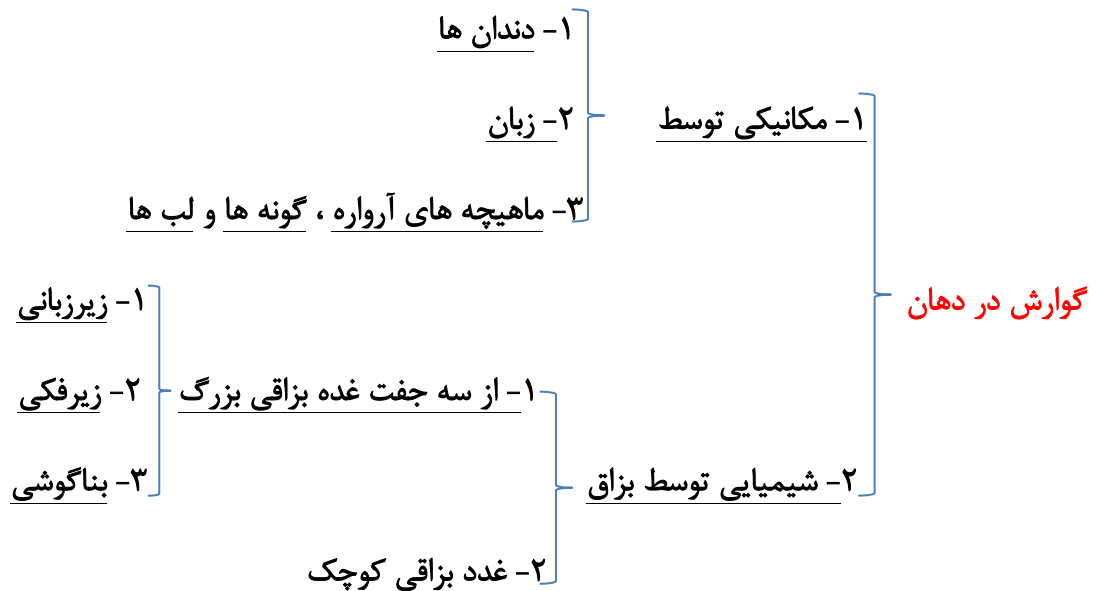 گوارش در دهان
۱- مکانیکی توسط
۱- دندان ها
۲- زبان
۳- ماهیچه های آرواره ، گونه ها و لب ها
۲- شیمیایی توسط بزاق
۱- از سه جفت غده بزاقی بزرگ
۱- زیرزبانی
۲- زیرفکی
۳- بناگوشی
۲- غدد بزاقی کوچک